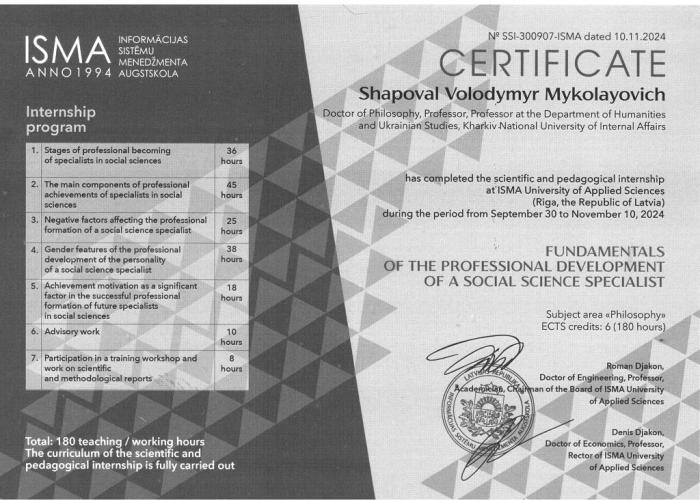 ISMA
ANNO1994
INFORMĀCIJAS
SISTĒMU
MENEDŽMENTA
AUGSTSKOLA
Internship
program
1. Stages of professional becoming
of specialists in social sciences
36
hours
2. The main components of professional
achievements of specialists in social
sciences
45
hours
3. Negative factors affecting the professional
formation of a social science specialist
25
hours
4. Gender features of the professional
development of the personality
of a social science specialist
38
hours
5. Achievement motivation as a significant
factor in the successful professional
formation of future specialists
in social sciences
18
hours
6. Advisory work
10
hours
7. Participation in a training workshop and
work on scientific
and methodological reports
8
hours
Total: 180 teaching / working hours
The curriculum of the scientific and
pedagogical internship is fully carried out
№ SSI-300907-ISMA dated 10.11.2024
CERTIFICATE
Shapoval Volodymyr Mykolayovich
Doctor of Philosophy, Professor, Professor at the Department of Humanities
and Ukrainian Studies, Kharkiv National University of Internal Affairs
has completed the scientific and pedagogical internship
at ISMA University of Applied Sciences
(Riga, the Republic of Latvia)
during the period from September 30 to November 10, 2024
FUNDAMENTALS
OF THE PROFESSIONAL DEVELOPMENT
OF A SOCIAL SCIENCE SPECIALIST
Subject area «Philosophy»
ECTS credits: 6 (180 hours)
Roman Djakon,
Doctor of Engineering, Professor,
Academician, Chairman of the Board of ISMA University
of Applied Sciences
Denis Djakon,
Doctor of Economics, Professor,
Rector of ISMA University
of Applied Sciences